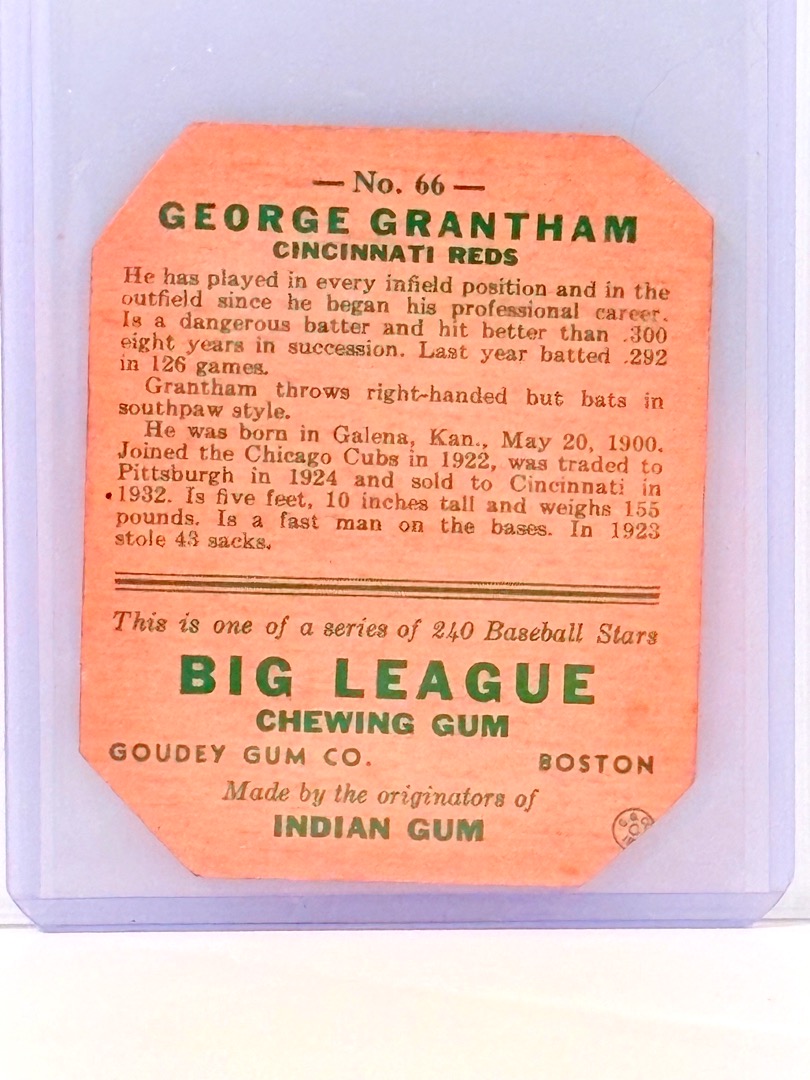 — No. 66 —
GEORGE GRANTHAM
CINCINNATI REDS
He has played in every infield position and in the
outfield since he began his professional career.
Is a dangerous batter and hit better than .300
eight years in succession. Last year batted .292
in 126 games.
Grantham throws right-handed but bats in
southpaw style.
He was born in Galena, Kan., May 20, 1900.
Joined the Chicago Cubs in 1922, was traded to
Pittsburgh in 1924 and sold to Cincinnati in
1932. Is five feet, 10 inches tall and weighs 155
pounds. Is a fast man on the bases. In 1923
stole 43 sacks.
This is one of a series of 240 Baseball Stars
BIG LEAGUE
CHEWING GUM
GOUDEY GUM CO. BOSTON
Made by the originators of
INDIAN GUM